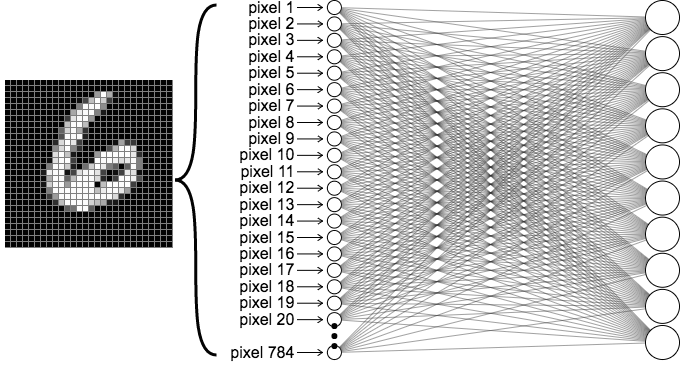 pixel 1
pixel 2
pixel 3
pixel 4
pixel 5
pixel 6
pixel 7
pixel 8
pixel 9
pixel 10
pixel 11
pixel 12
pixel 13
pixel 14
pixel 15
pixel 16
pixel 17
pixel 18
pixel 19
pixel 20
pixel 784
6